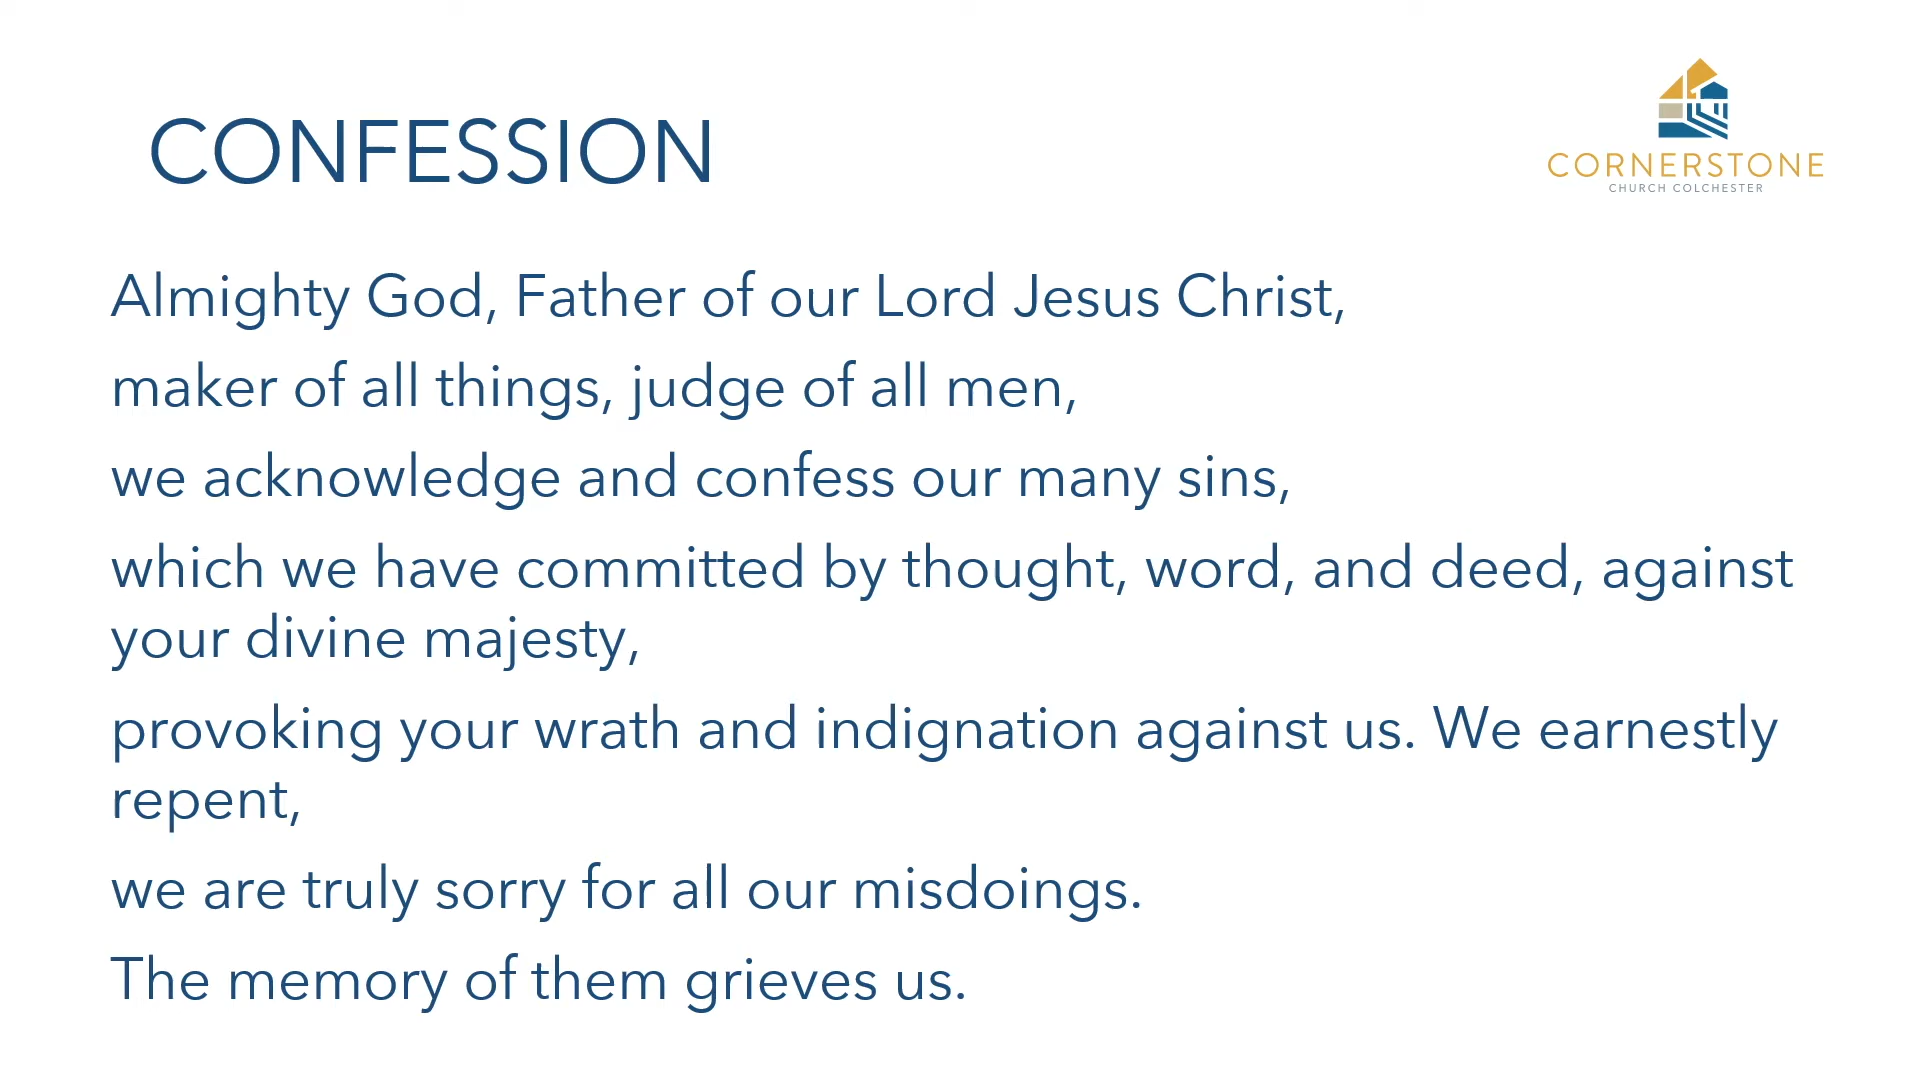 CONFESSION
CORNERSTONE
CHURCH COLCHESTER
Almighty God, Father of our Lord Jesus Christ,
maker of all things, judge of all men,
we acknowledge and confess our many sins,
which we have committed by thought, word, and deed, against
your divine majesty,
provoking your wrath and indignation against us. We earnestly
repent,
we are truly sorry for all our misdoings.
The memory of them grieves us.